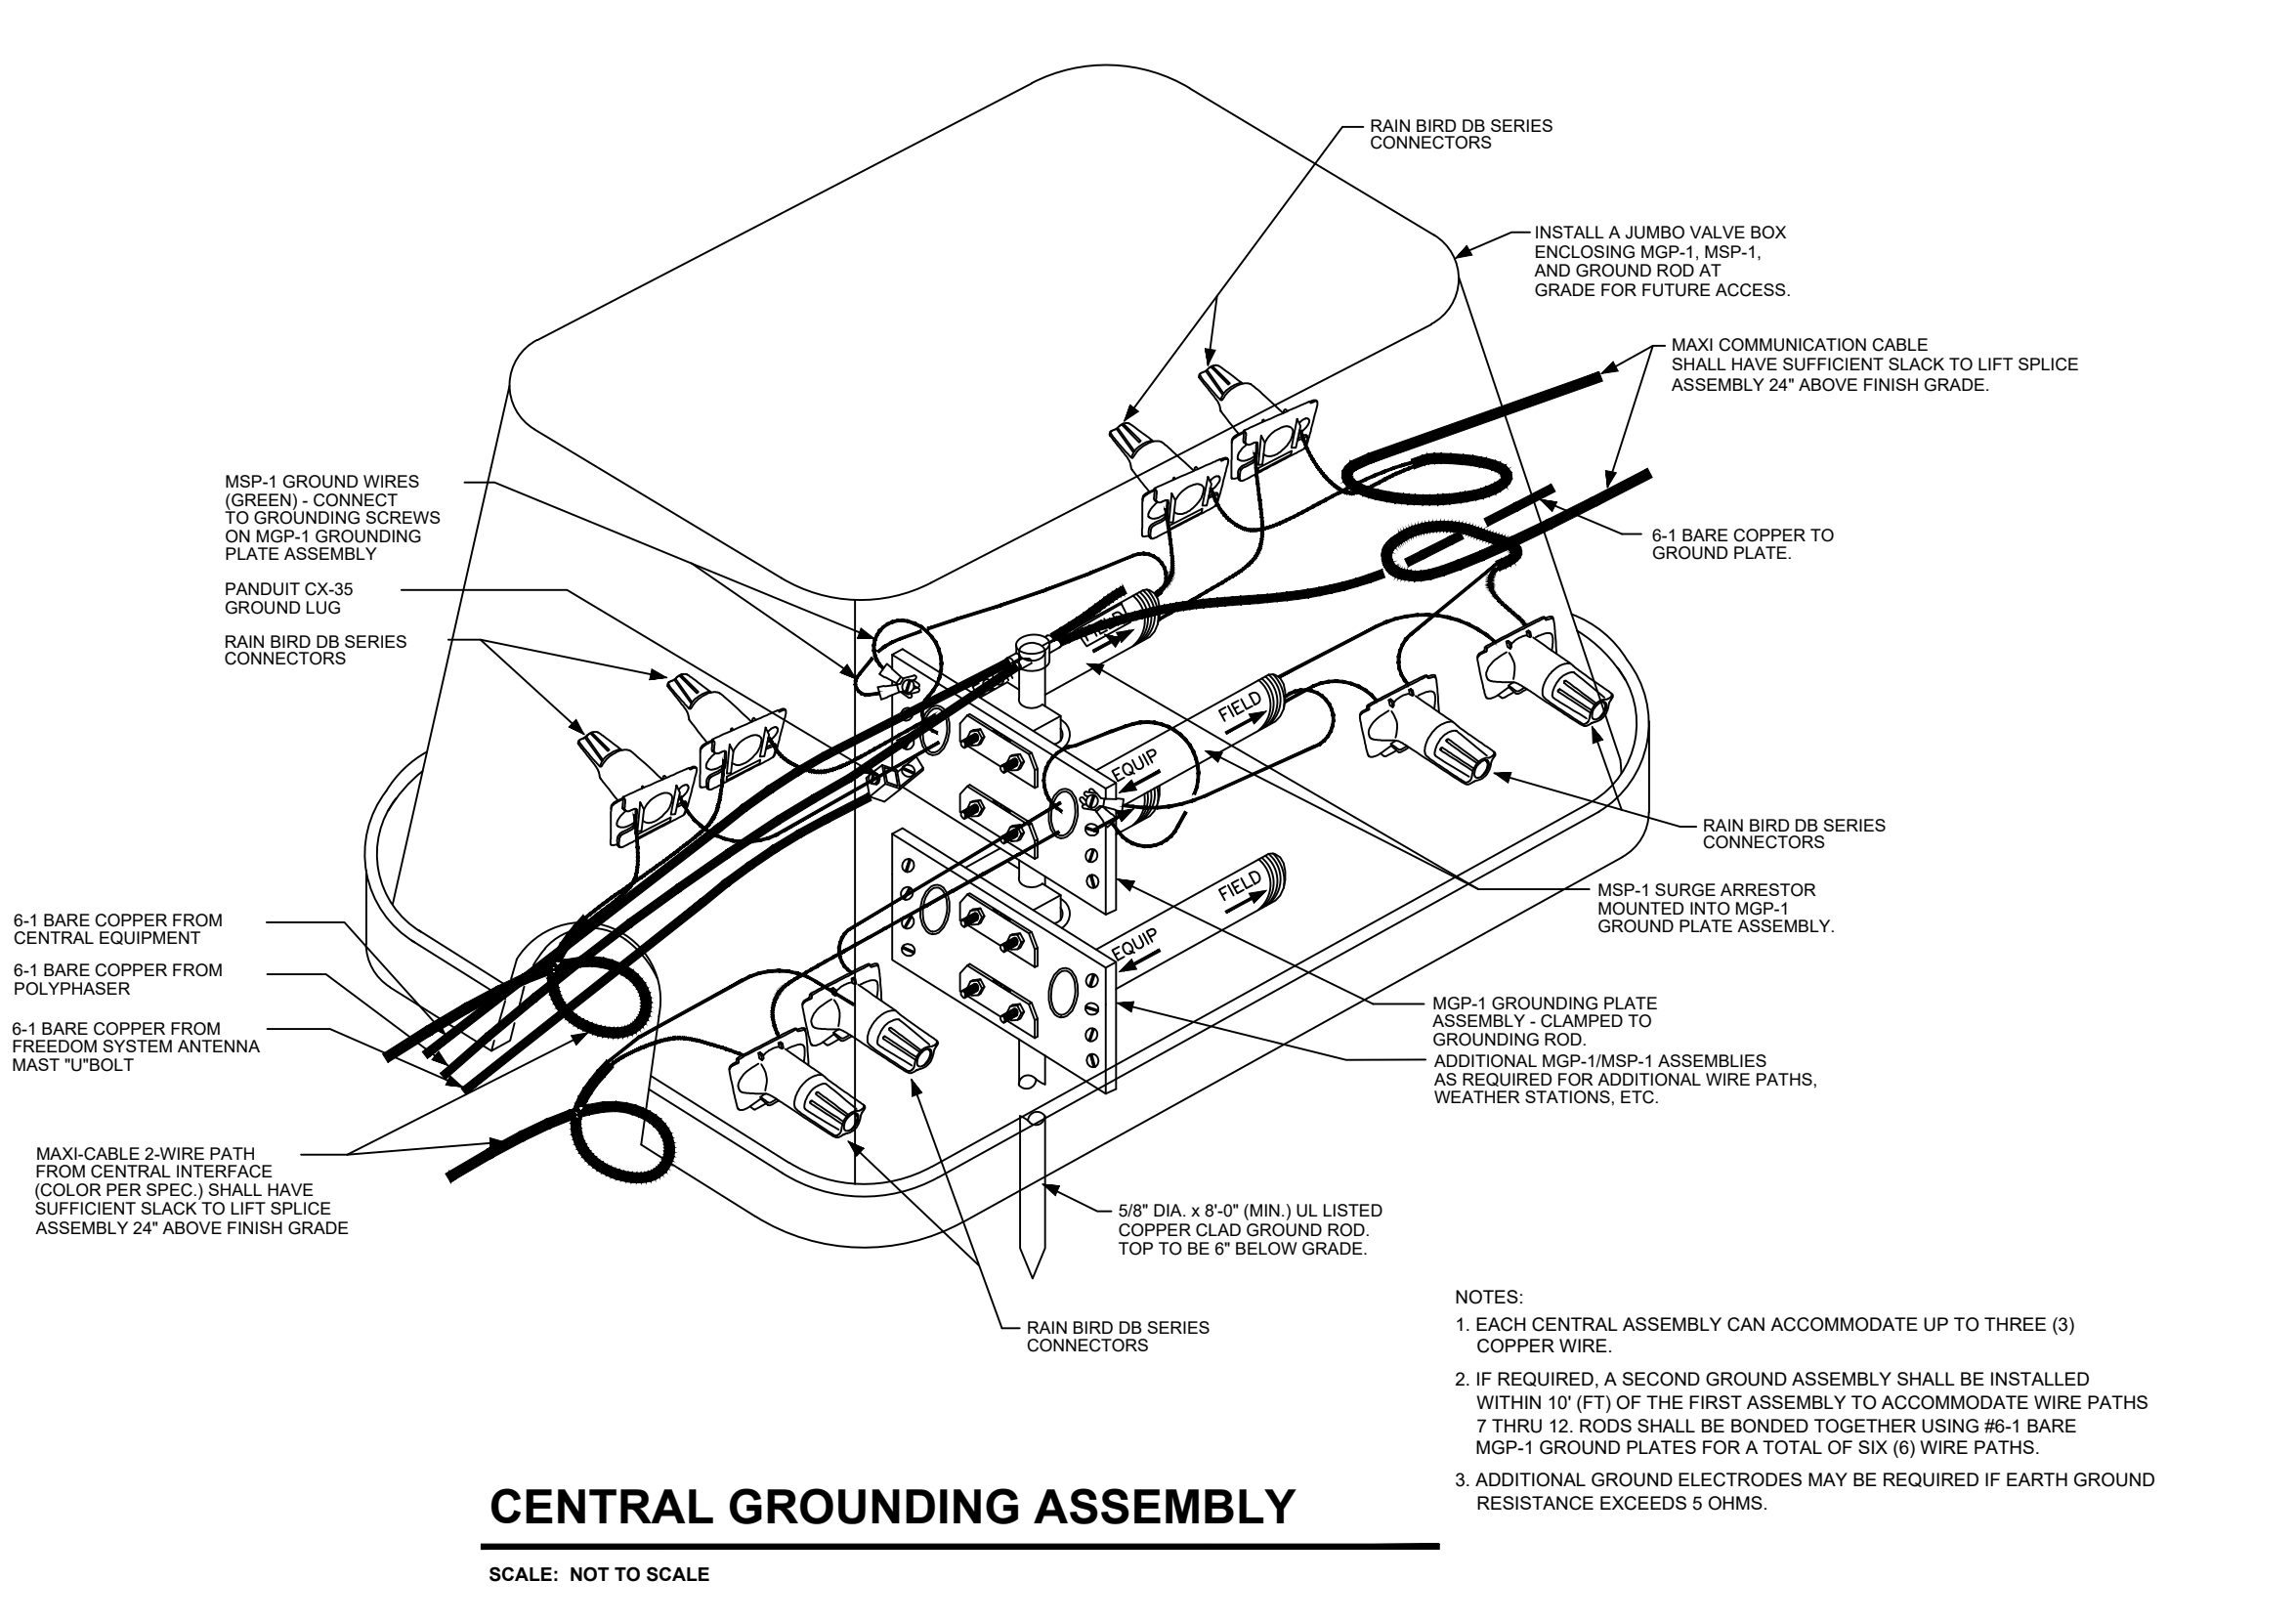 RAIN BIRD DB SERIES
CONNECTORS
INSTALL A JUMBO VALVE BOX
ENCLOSING MGP-1, MSP-1,
AND GROUND ROD AT
GRADE FOR FUTURE ACCESS.
MAXI COMMUNICATION CABLE
SHALL HAVE SUFFICIENT SLACK TO LIFT SPLICE
ASSEMBLY 24" ABOVE FINISH GRADE.
MSP-1 GROUND WIRES
(GREEN) - CONNECT
TO GROUNDING SCREWS
ON MGP-1 GROUNDING
PLATE ASSEMBLY
6-1 BARE COPPER TO
GROUND PLATE.
PANDUIT CX-35
GROUND LUG
RAIN BIRD DB SERIES
CONNECTORS
FIELD
FIELD
EQUIP
RAIN BIRD DB SERIES
CONNECTORS
MSP-1 SURGE ARRESTOR
MOUNTED INTO MGP-1
GROUND PLATE ASSEMBLY.
FIELD
EQUIP
6-1 BARE COPPER FROM
CENTRAL EQUIPMENT
6-1 BARE COPPER FROM
POLYPHASER
6-1 BARE COPPER FROM
FREEDOM SYSTEM ANTENNA
MAST "U"BOLT
MGP-1 GROUNDING PLATE
ASSEMBLY - CLAMPED TO
GROUNDING ROD.
ADDITIONAL MGP-1/MSP-1 ASSEMBLIES
AS REQUIRED FOR ADDITIONAL WIRE PATHS,
WEATHER STATIONS, ETC.
MAXI-CABLE 2-WIRE PATH
FROM CENTRAL INTERFACE
(COLOR PER SPEC.) SHALL HAVE
SUFFICIENT SLACK TO LIFT SPLICE
ASSEMBLY 24" ABOVE FINISH GRADE
5/8" DIA. x 8'-0" (MIN.) UL LISTED
COPPER CLAD GROUND ROD.
TOP TO BE 6" BELOW GRADE.
RAIN BIRD DB SERIES
CONNECTORS
NOTES:
1. EACH CENTRAL ASSEMBLY CAN ACCOMMODATE UP TO THREE (3)
COPPER WIRE.
2. IF REQUIRED, A SECOND GROUND ASSEMBLY SHALL BE INSTALLED
WITHIN 10' (FT) OF THE FIRST ASSEMBLY TO ACCOMMODATE WIRE PATHS
7 THRU 12. RODS SHALL BE BONDED TOGETHER USING #6-1 BARE
MGP-1 GROUND PLATES FOR A TOTAL OF SIX (6) WIRE PATHS.
3. ADDITIONAL GROUND ELECTRODES MAY BE REQUIRED IF EARTH GROUND
RESISTANCE EXCEEDS 5 OHMS.
CENTRAL GROUNDING ASSEMBLY
SCALE: NOT TO SCALE